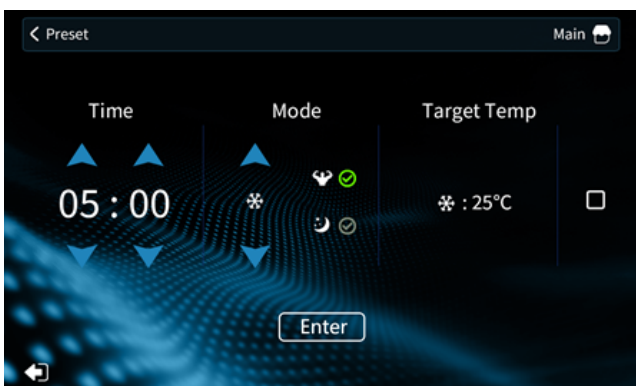 Preset
Main
Time
Mode
Target Temp
05 : 00
: 25°C
Enter